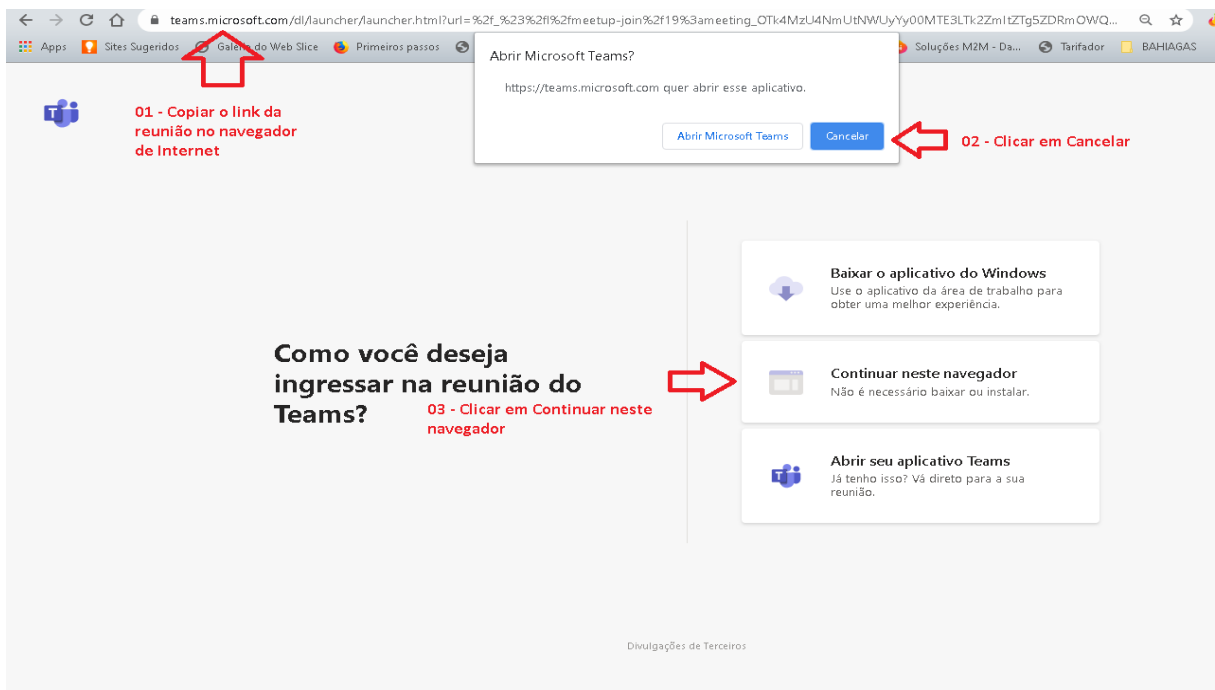 teams.microsoft.com/dl/launcher/launcher.html?url=%2f_%23%2fl%2fmeetup-join%2f19%3ameeting_OTk4MzU4NmUtNWUyYy00MTE3LTk2ZmItZTg5ZDRmOWQ...
Apps Sites Sugeridos Galeria do Web Slice Primeiros passos Soluções M2M - Da... Tarifador BAHIAGAS
Abrir Microsoft Teams?
https://teams.microsoft.com quer abrir esse aplicativo.
Abrir Microsoft Teams Cancelar
01 - Copiar o link da
reunião no navegador
de Internet
02 - Clicar em Cancelar
Como você deseja
ingressar na reunião do
Teams?
03 - Clicar em Continuar neste
navegador
Baixar o aplicativo do Windows
Use o aplicativo da área de trabalho para
obter uma melhor experiência.
Continuar neste navegador
Não é necessário baixar ou instalar.
Abrir seu aplicativo Teams
Já tenho isso? Vá direto para a sua
reunião.
Divulgações de Terceiros